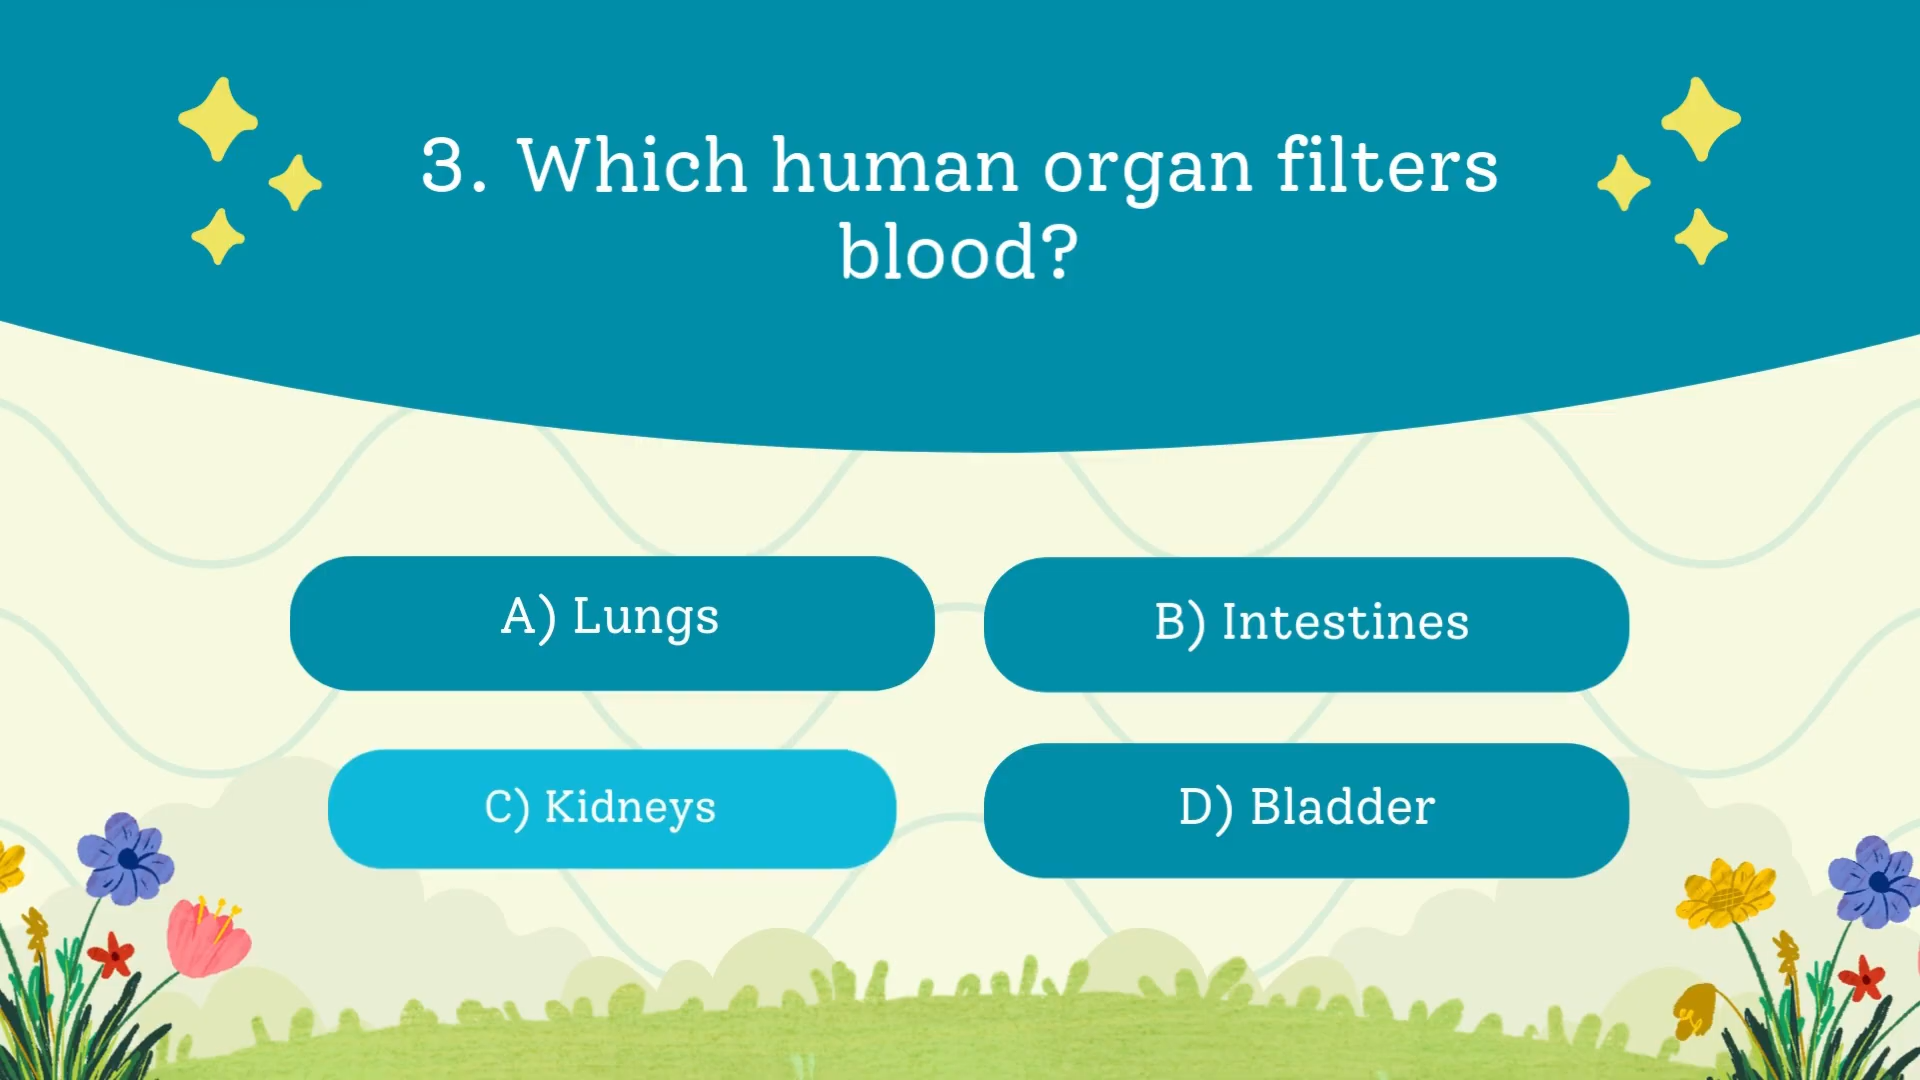 3. Which human organ filters
blood?
A) Lungs
B) Intestines
C) Kidneys
D) Bladder